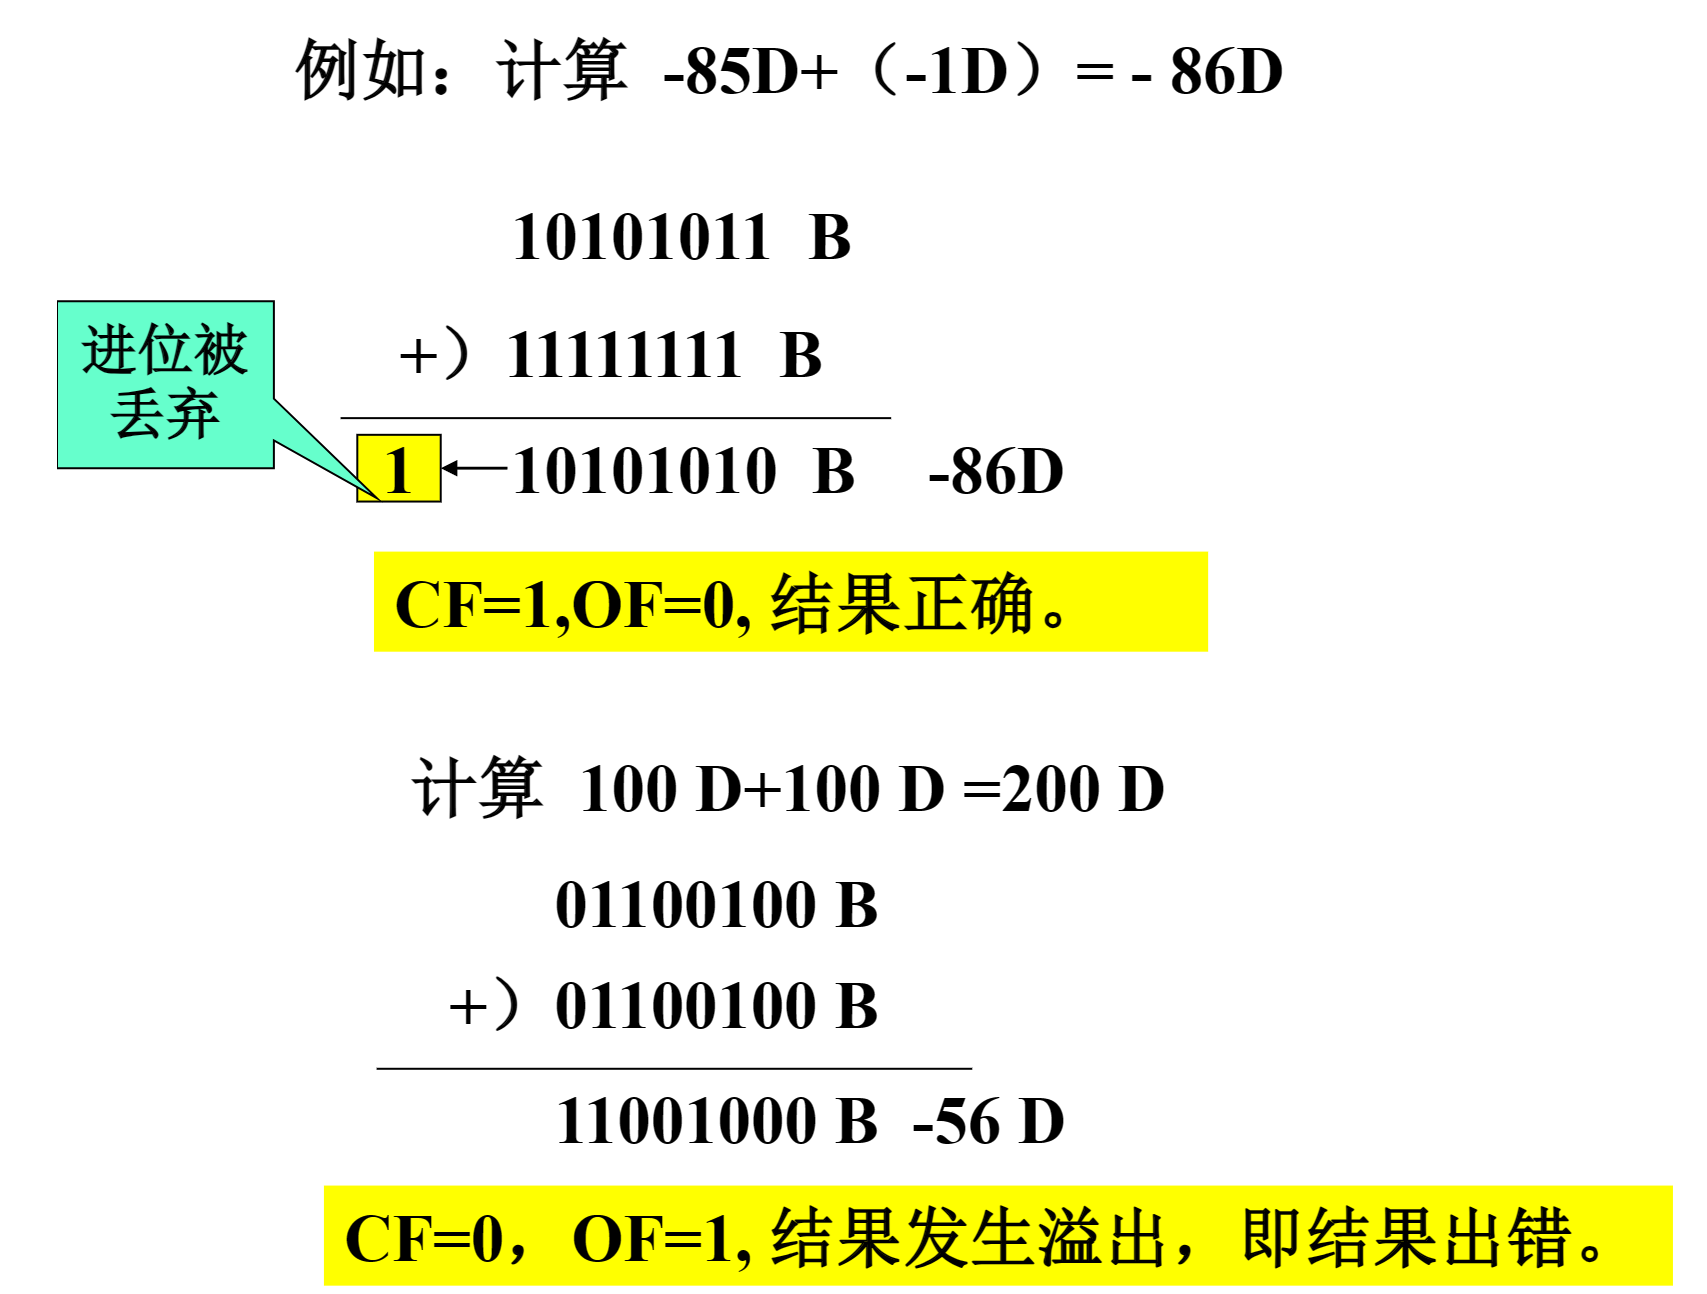 例如：计算 -85D+（-1D）= - 86D
10101011 B
+）11111111 B
进位被
丢弃
1 10101010 B -86D
CF=1,OF=0, 结果正确。
计算 100 D+100 D =200 D
01100100 B
+）01100100 B
11001000 B -56 D
CF=0，OF=1, 结果发生溢出，即结果出错。